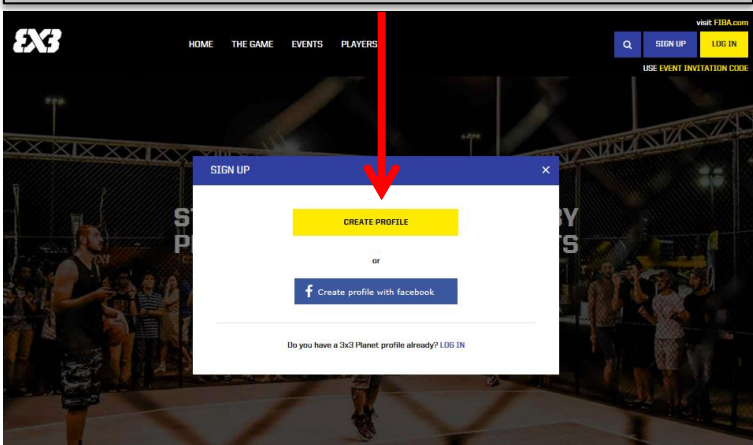 visit FIBA.com
3X3
HOME THE GAME EVENTS PLAYERS
SIGN UP LOG IN
USE EVENT INVITATION CODE
SIGN UP ×
CREATE PROFILE
or
f Create profile with facebook
Do you have a 3x3 Planet profile already? LOG IN